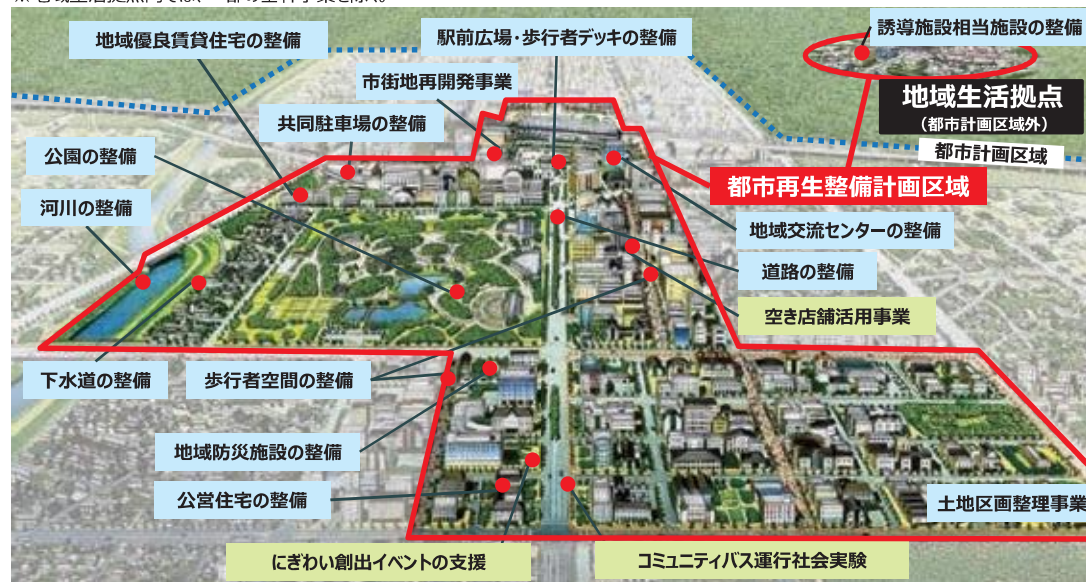 地域優良賃貸住宅の整備
駅前広場・歩行者デッキの整備
誘導施設相当施設の整備
市街地再開発事業
地域生活拠点
(都市計画区域外)
共同駐車場の整備
公園の整備
都市計画区域
都市再生整備計画区域
河川の整備
地域交流センターの整備
道路の整備
空き店舗活用事業
下水道の整備
歩行者空間の整備
地域防災施設の整備
公営住宅の整備
土地区画整理事業
にぎわい創出イベントの支援
コミュニティバス運行社会実験